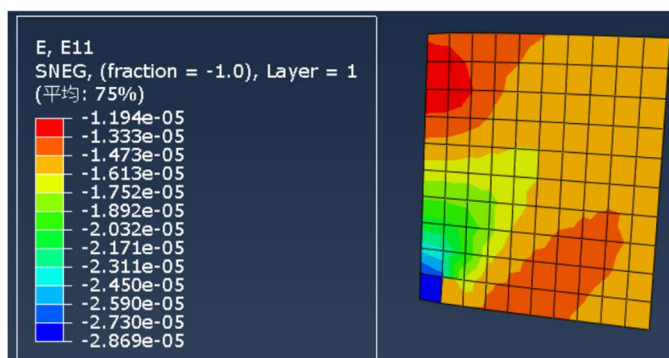 E, E11
SNEG, (fraction = -1.0), Layer = 1
(平均: 75%)
-1.194e-05
-1.333e-05
-1.473e-05
-1.613e-05
-1.752e-05
-1.892e-05
-2.032e-05
-2.171e-05
-2.311e-05
-2.450e-05
-2.590e-05
-2.730e-05
-2.869e-05